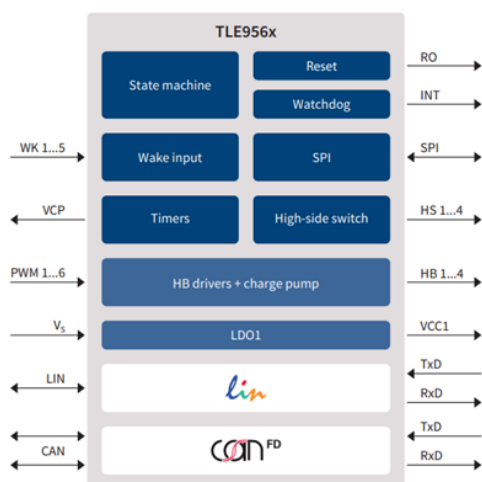 TLE956x
State machine
Reset
RO
Watchdog
INT
WK 1...5
Wake input
SPI
SPI
VCP
Timers
High-side switch
HS 1...4
PWM 1...6
HB drivers + charge pump
HB 1...4
Vs
LDO1
VCC1
LIN
lin
TxD
RxD
CAN
CAN FD
TxD
RxD